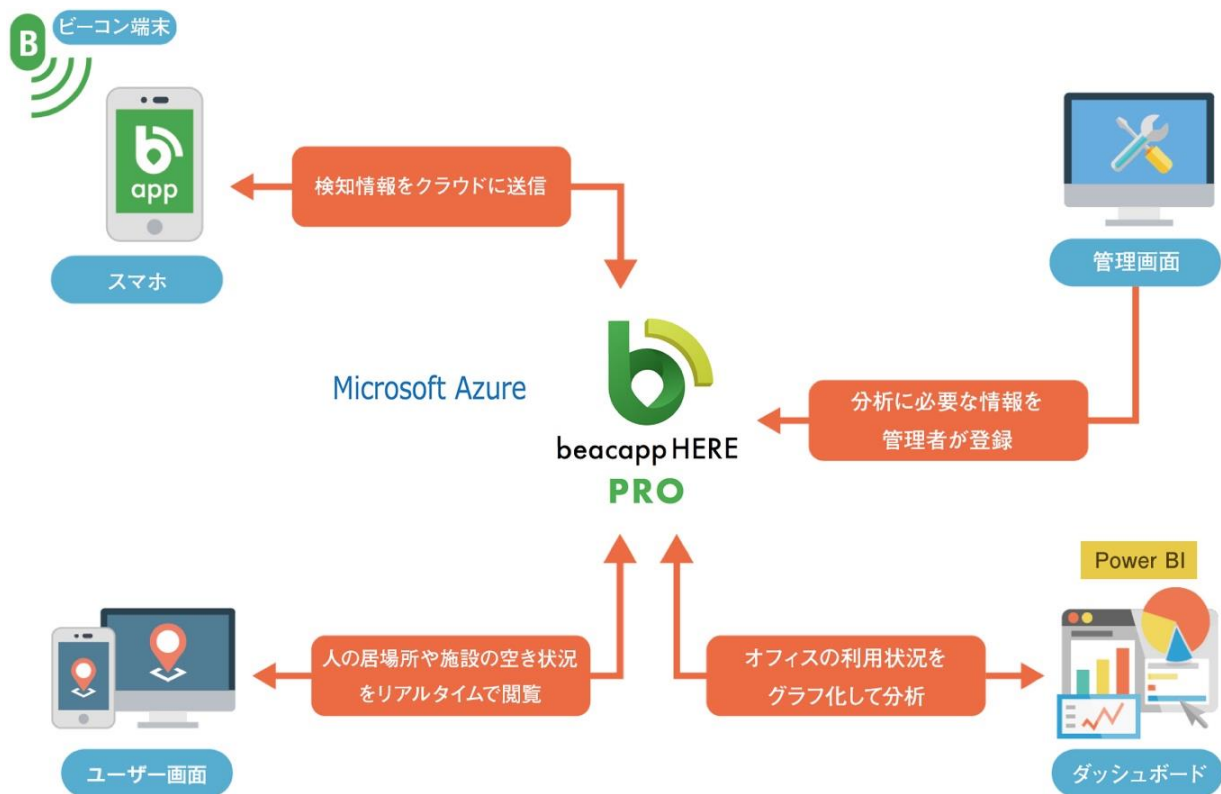 B
ビーコン端末
app
スマホ
検知情報をクラウドに送信
管理画面
Microsoft Azure
beacapp HERE
PRO
分析に必要な情報を
管理者が登録
人の居場所や施設の空き状況
をリアルタイムで閲覧
ユーザー画面
オフィスの利用状況を
グラフ化して分析
Power BI
ダッシュボード